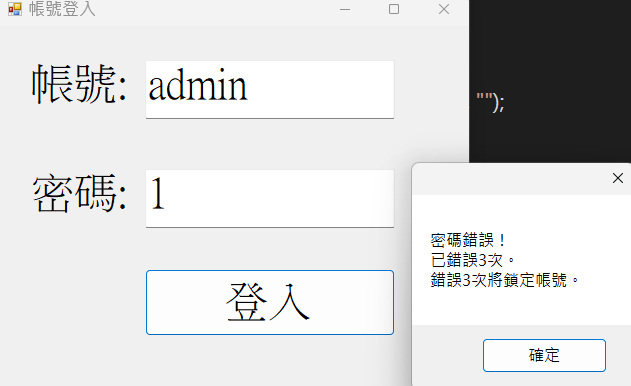 帳號登入
帳號: admin
"");
密碼: 1
登入
密碼錯誤！
已錯誤3次。
錯誤3次將鎖定帳號。
確定